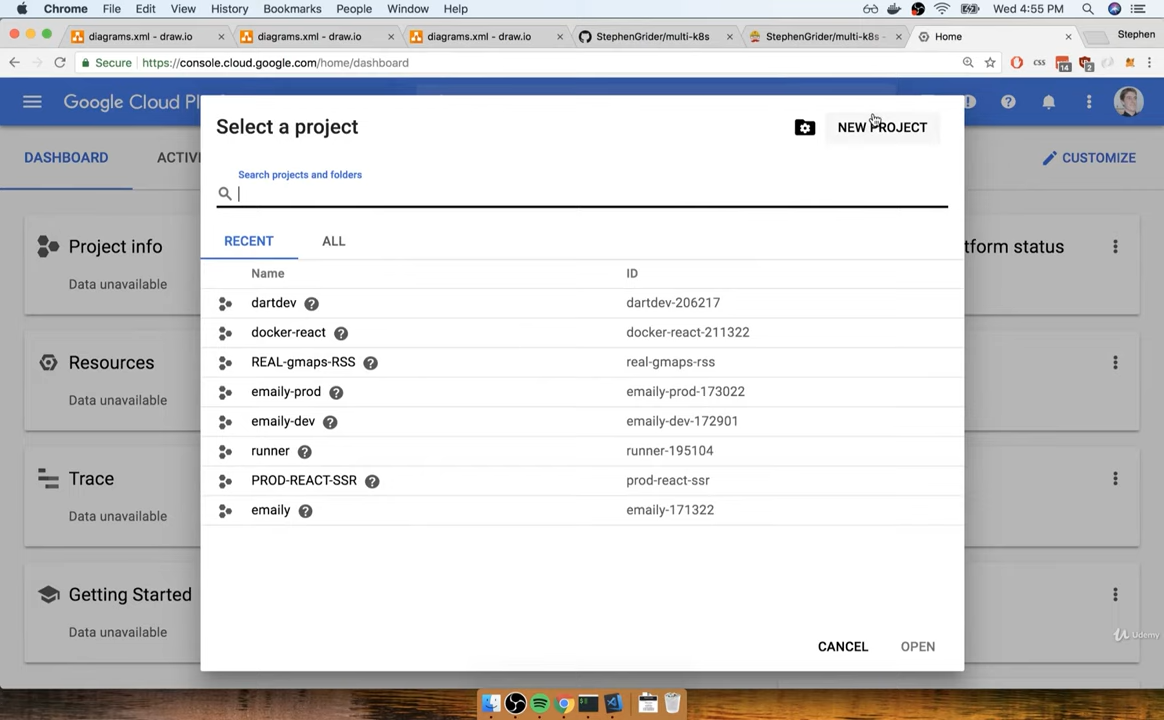 Chrome File Edit View History Bookmarks People Window Help Wed 4:55 PM
diagrams.xml - draw.io diagrams.xml - draw.io diagrams.xml - draw.io StephenGrider/multi-k8s StephenGrider/multi-k8s - Home Stephen
Secure https://console.cloud.google.com/home/dashboard CSS 14 2
Google Cloud Pl
Select a project NEW PROJECT
DASHBOARD ACTIV CUSTOMIZE
Search projects and folders
RECENT ALL
Project info tform status
Data unavailable
Name ID
dartdev dartdev-206217
docker-react docker-react-211322
REAL-gmaps-RSS real-gmaps-rss
Resources
emaily-prod emaily-prod-173022
Data unavailable
emaily-dev emaily-dev-172901
runner runner-195104
PROD-REACT-SSR prod-react-ssr
Trace
emaily emaily-171322
Data unavailable
Getting Started
Data unavailable
CANCEL OPEN
Udemy